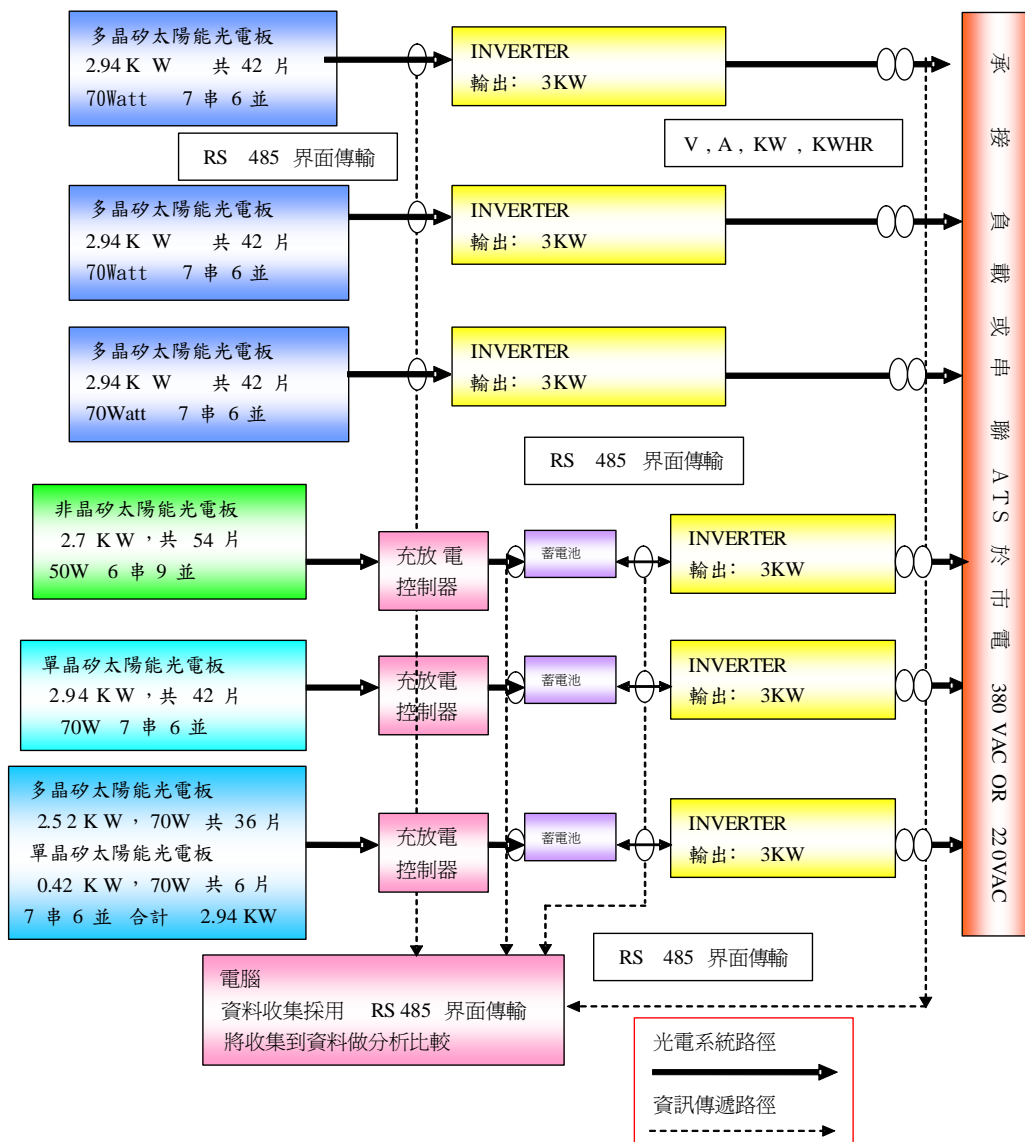 多晶矽太陽能光電板
2.94 K W 共 42 片
70Watt 7 串 6 並
INVERTER
輸出: 3KW
RS 485 界面傳輸
V , A , KW , KWHR
多晶矽太陽能光電板
2.94 K W 共 42 片
70Watt 7 串 6 並
INVERTER
輸出: 3KW
多晶矽太陽能光電板
2.94 K W 共 42 片
70Watt 7 串 6 並
INVERTER
輸出: 3KW
RS 485 界面傳輸
非晶矽太陽能光電板
2.7 K W ,共 54 片
50W 6 串 9 並
充放 電
控制器
蓄電池
INVERTER
輸出: 3KW
單晶矽太陽能光電板
2.94 K W ,共 42 片
70W 7 串 6 並
充放電
控制器
蓄電池
INVERTER
輸出: 3KW
多晶矽太陽能光電板
2.5 2 K W , 70W 共 36 片
單晶矽太陽能光電板
0.42 K W , 70W 共 6 片
7 串 6 並 合計 2.94 KW
充放電
控制器
蓄電池
INVERTER
輸出: 3KW
承接負載或串聯 ATS 於市電 380 VAC OR 220VAC
RS 485 界面傳輸
電腦
資料收集採用 RS 485 界面傳輸
將收集到資料做分析比較
光電系統路徑
資訊傳遞路徑